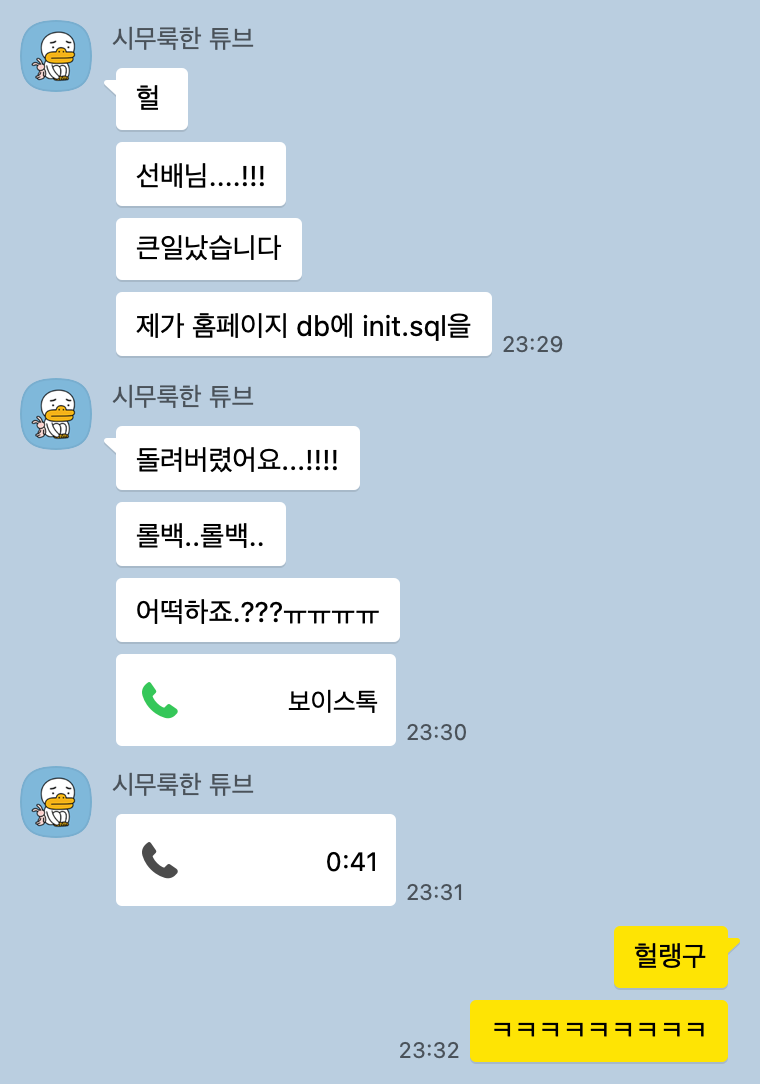 시무룩한 튜브
헐
선배님....!!!
큰일났습니다
제가 홈페이지 db에 init.sql을
23:29
시무룩한 튜브
돌려버렸어요...!!!!
롤백..롤백..
어떡하죠.???ㅠㅠㅠㅠ
보이스톡
23:30
시무룩한 튜브
0:41
23:31
헐랭구
ㅋㅋㅋㅋㅋㅋㅋㅋㅋ
23:32